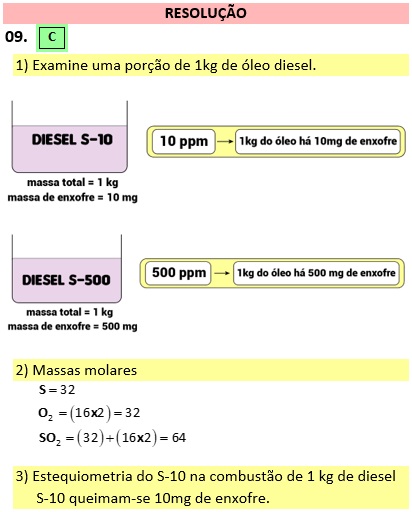 RESOLUÇÃO
09. C
1) Examine uma porção de 1kg de óleo diesel.
DIESEL S-10
10 ppm → 1kg do óleo há 10mg de enxofre
massa total = 1 kg
massa de enxofre = 10 mg
DIESEL S-500
500 ppm → 1kg do óleo há 500 mg de enxofre
massa total = 1 kg
massa de enxofre = 500 mg
2) Massas molares
S = 32
O₂ = (16x2) = 32
SO₂ = (32)+(16x2) = 64
3) Estequiometria do S-10 na combustão de 1 kg de diesel
S-10 queimam-se 10mg de enxofre.